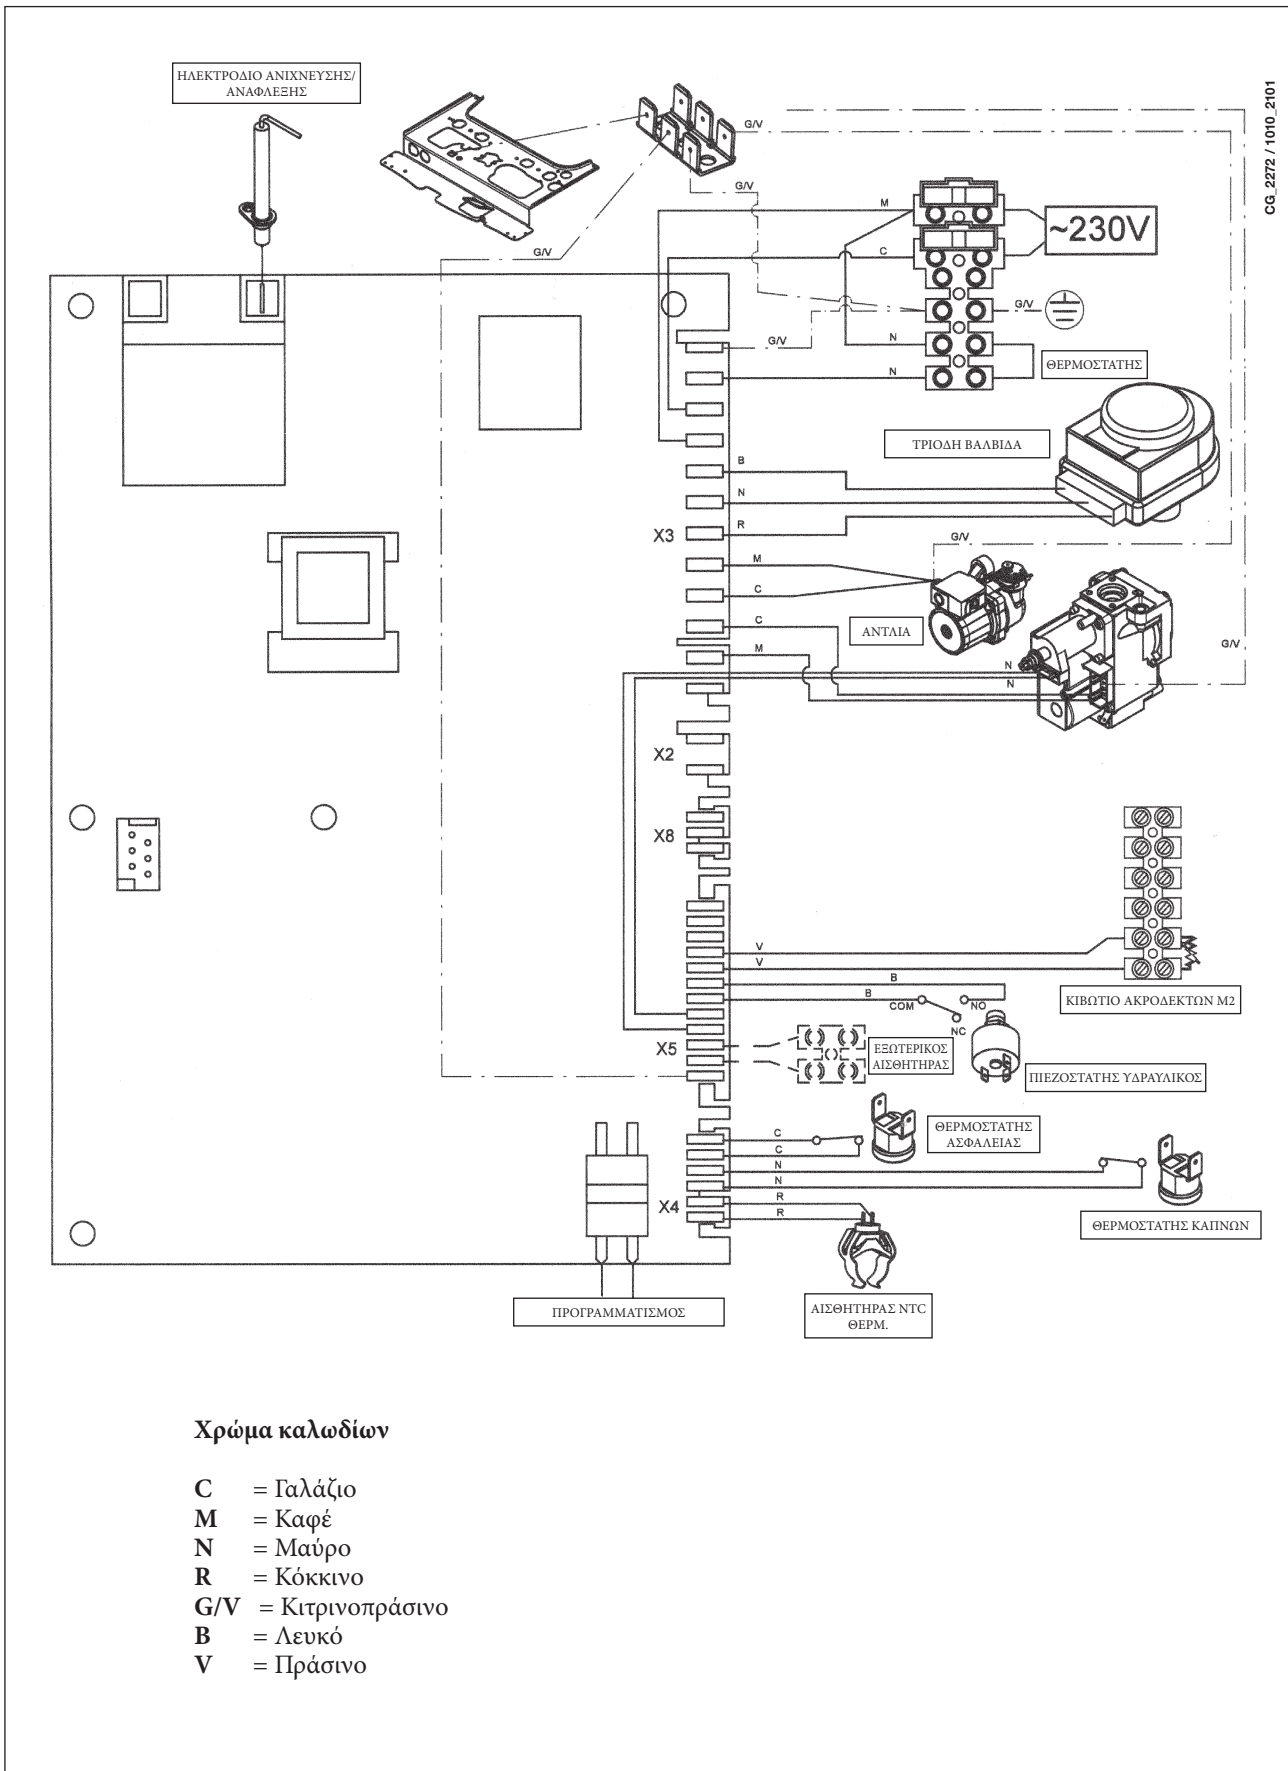 ΗΛΕΚΤΡΟΔΙΟ ΑΝΙΧΝΕΥΣΗΣ/
ΑΝΑΦΛΕΞΗΣ
CG_2272 / 1010_2101
G/V
G/V
M
~230V
G/V
C
G/V
G/V
N
ΘΕΡΜΟΣΤΑΤΗΣ
N
ΤΡΙΟΔΗ ΒΑΛΒΙΔΑ
B
N
X3
R
G/V
M
C
C
ΑΝΤΛΙΑ
G/V
M
N
N
X2
X8
V
V
B
B
COM
NO
NC
ΚΙΒΩΤΙΟ ΑΚΡΟΔΕΚΤΩΝ M2
X5
ΕΞΩΤΕΡΙΚΟΣ
ΑΙΣΘΗΤΗΡΑΣ
ΠΙΕΖΟΣΤΑΤΗΣ ΥΔΡΑΥΛΙΚΟΣ
C
C
ΘΕΡΜΟΣΤΑΤΗΣ
ΑΣΦΑΛΕΙΑΣ
N
N
X4
R
R
ΘΕΡΜΟΣΤΑΤΗΣ ΚΑΠΝΩΝ
ΠΡΟΓΡΑΜΜΑΤΙΣΜΟΣ
ΑΙΣΘΗΤΗΡΑΣ NTC
ΘΕΡΜ.
Χρώμα καλωδίων
C = Γαλάζιο
M = Καφέ
N = Μαύρο
R = Κόκκινο
G/V = Κιτρινοπράσινο
B = Λευκό
V = Πράσινο